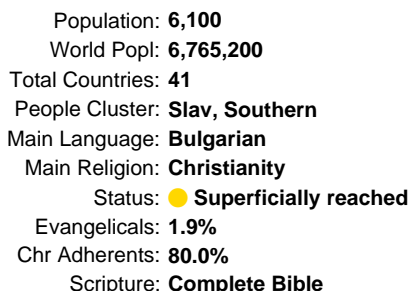 Population: 6,100
World Popl: 6,765,200
Total Countries: 41
People Cluster: Slav, Southern
Main Language: Bulgarian
Main Religion: Christianity
Status: Superficially reached
Evangelicals: 1.9%
Chr Adherents: 80.0%
Scripture: Complete Bible